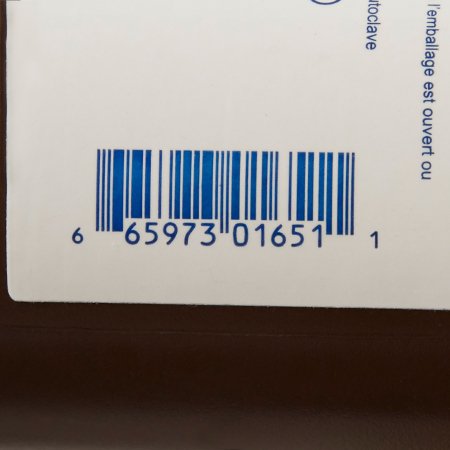 utoclave
l'emballage est ouvert ou
6 65973 01651 1